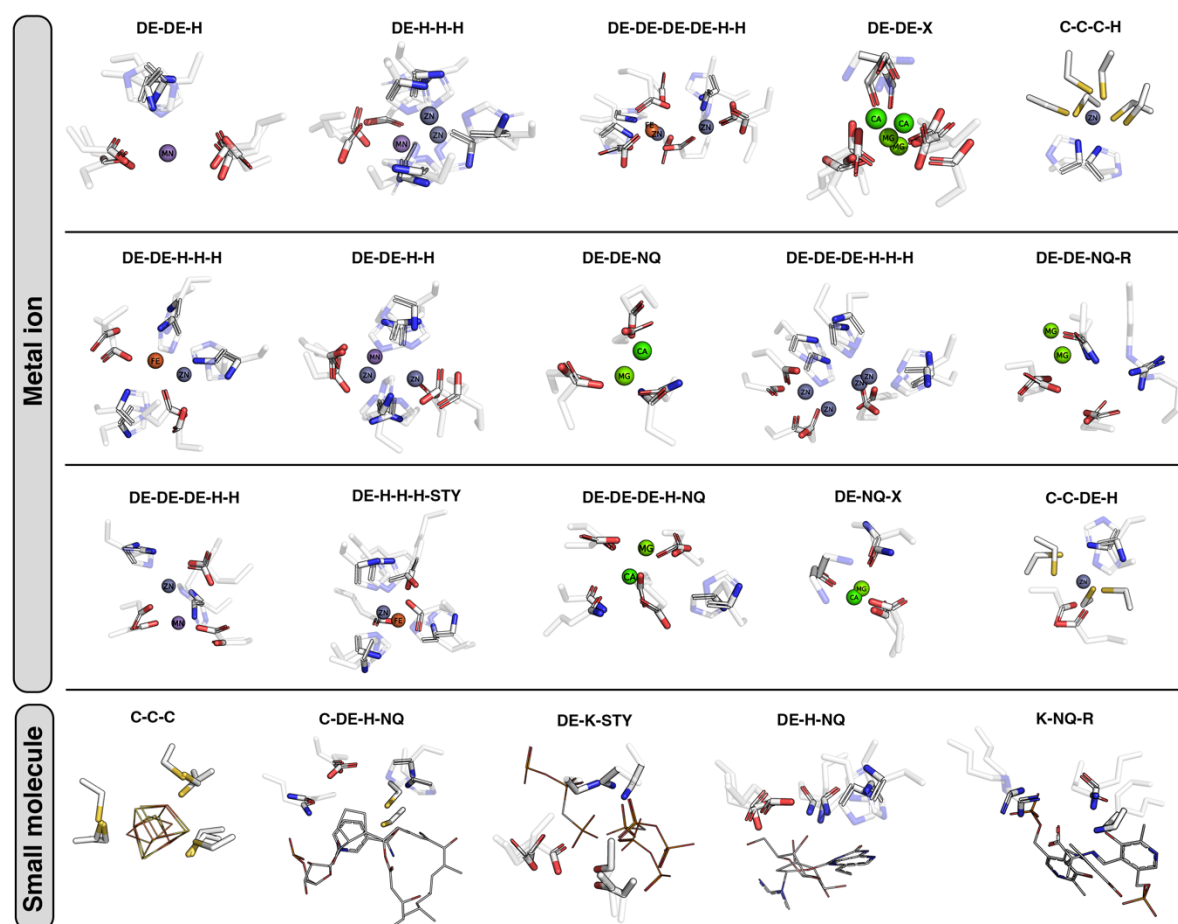 Metal ion
DE-DE-H
DE-H-H-H
DE-DE-DE-DE-H-H
DE-DE-X
C-C-C-H
MN
ZN
MN
ZN
FE
ZN
ZN
CA
CA
MG
MG
ZN
DE-DE-H-H-H
DE-DE-H-H
DE-DE-NQ
DE-DE-DE-H-H-H
DE-DE-NQ-R
FE
ZN
MN
ZN
ZN
CA
MG
ZN
ZN
ZN
ZN
MG
MG
DE-DE-DE-H-H
DE-H-H-H-STY
DE-DE-DE-H-NQ
DE-NQ-X
C-C-DE-H
ZN
MN
ZN
FE
MG
CA
MG
CA
ZN
Small molecule
C-C-C
C-DE-H-NQ
DE-K-STY
DE-H-NQ
K-NQ-R